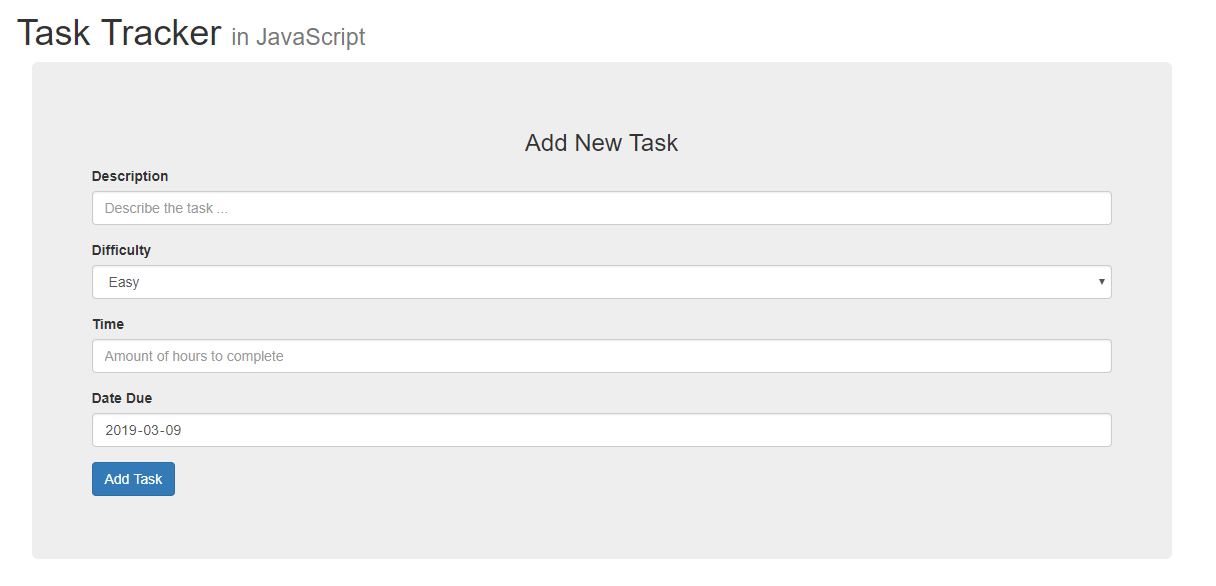 Task Tracker in JavaScript
Add New Task
Description
Describe the task ...
Difficulty
Easy
Time
Amount of hours to complete
Date Due
2019-03-09
Add Task